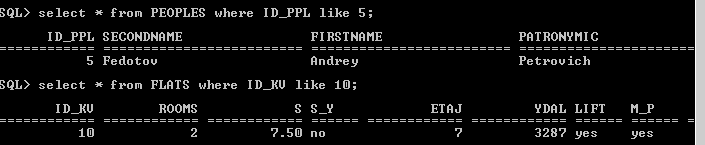 SQL> select * from PEOPLES where ID_PPL like 5;
ID_PPL SECONDNAME FIRSTNAME PATRONYMIC
============ ============================== ============================== ==========================
5 Fedotov Andrey Petrovich
SQL> select * from FLATS where ID_KV like 10;
ID_KV ROOMS S S_Y ETAJ YDAL LIFT M_P
============ ============ ============ ====== ============ ============ ====== ====== =
10 2 7.50 no 7 3287 yes yes